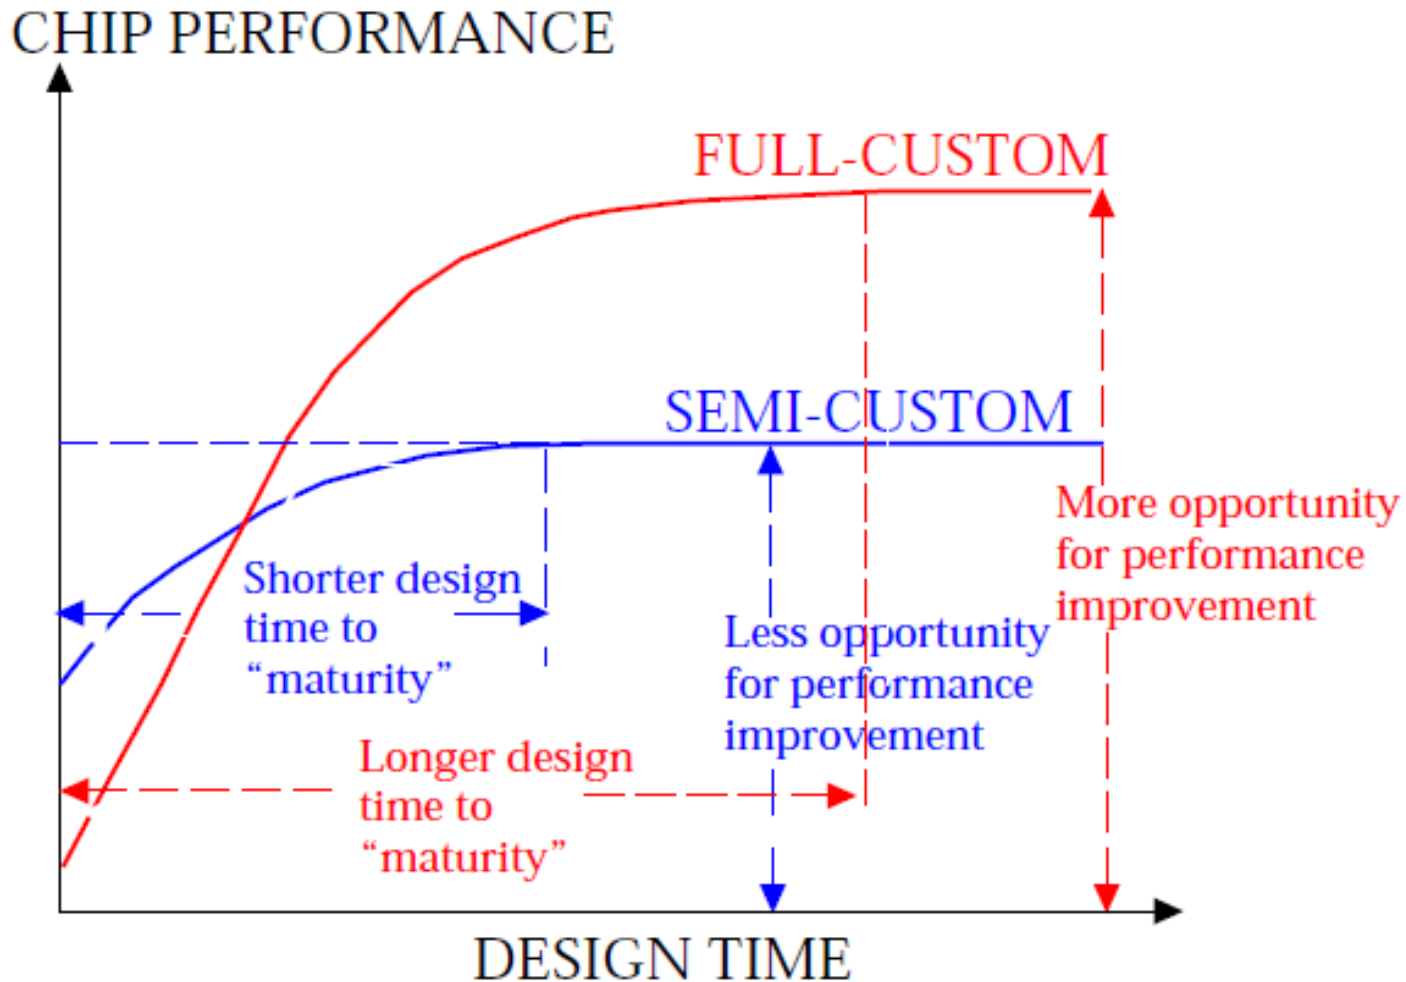 CHIP PERFORMANCE
FULL-CUSTOM
SEMI-CUSTOM
More opportunity
for performance
improvement
Shorter design
time to
“maturity”
Less opportunity
for performance
improvement
Longer design
time to
“maturity”
DESIGN TIME